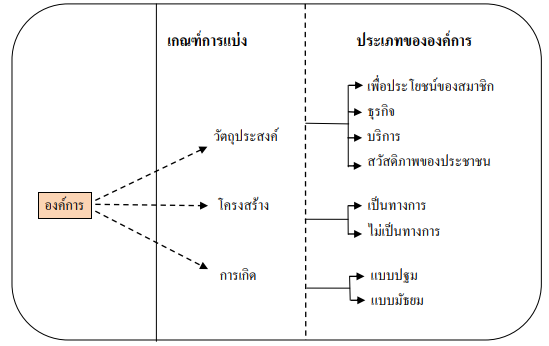 เกณฑ์การแบ่ง
ประเภทขององค์การ
องค์การ
วัตถุประสงค์
เพื่อประโยชน์ของสมาชิก
ธุรกิจ
บริการ
สวัสดิภาพของประชาชน
โครงสร้าง
เป็นทางการ
ไม่เป็นทางการ
การเกิด
แบบปฐม
แบบมัธยม